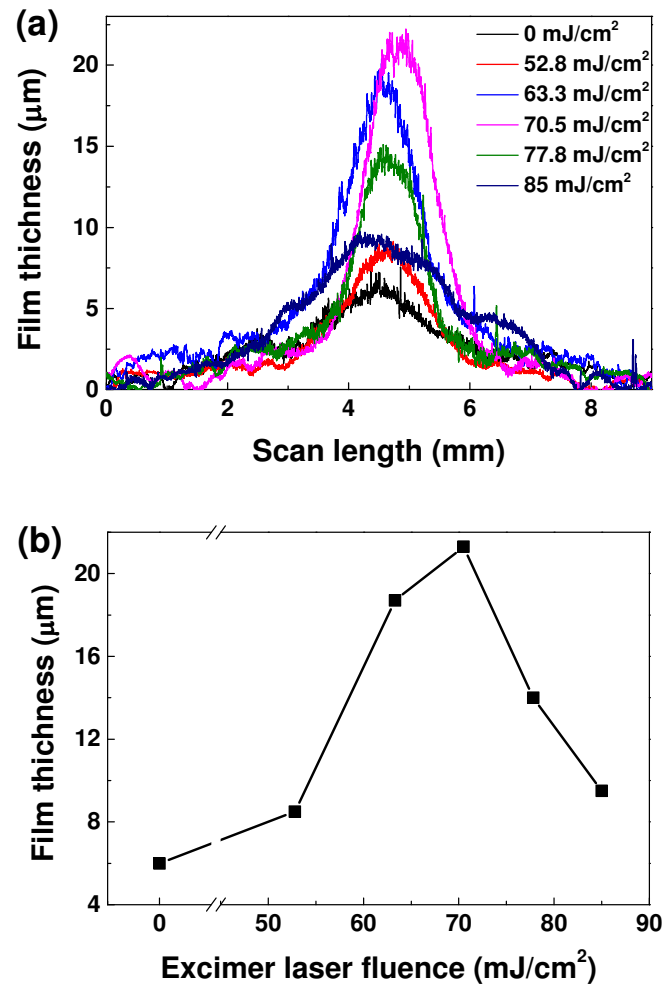 (a)
0 mJ/cm²
52.8 mJ/cm²
63.3 mJ/cm²
70.5 mJ/cm²
77.8 mJ/cm²
85 mJ/cm²
20
15
10
5
0
Film thichness (μm)
0 2 4 6 8
Scan length (mm)
(b)
20
16
12
8
4
Film thichness (μm)
0 50 60 70 80 90
Excimer laser fluence (mJ/cm²)